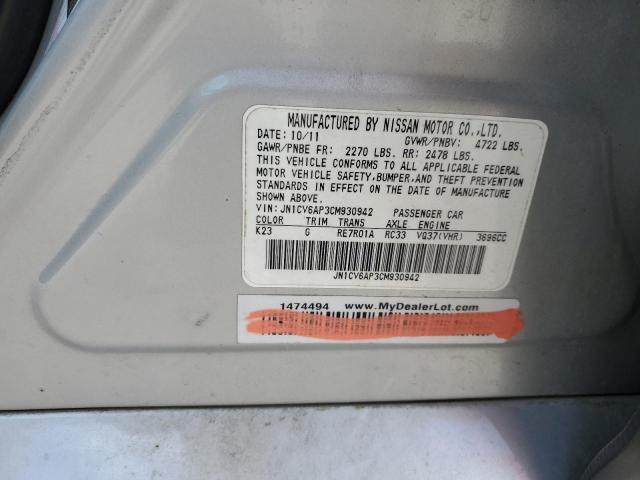 MANUFACTURED BY NISSAN MOTOR CO.,LTD.
DATE: 10/11 GVWR/PNBV: 4722 LBS.
GAWR/PNBE FR: 2270 LBS. RR: 2478 LBS.
THIS VEHICLE CONFORMS TO ALL APPLICABLE FEDERAL
MOTOR VEHICLE SAFETY,BUMPER,AND THEFT PREVENTION
STANDARDS IN EFFECT ON THE DATE OF MANUFACTURE
SHOWN ABOVE.
VIN: JN1CV6AP3CM930942 PASSENGER CAR
COLOR TRIM TRANS AXLE ENGINE
K23 G RE7R01A RC33 VQ37(VHR) 3696CC
JN1CV6AP3CM930942
1474494 www.MyDealerLot.com